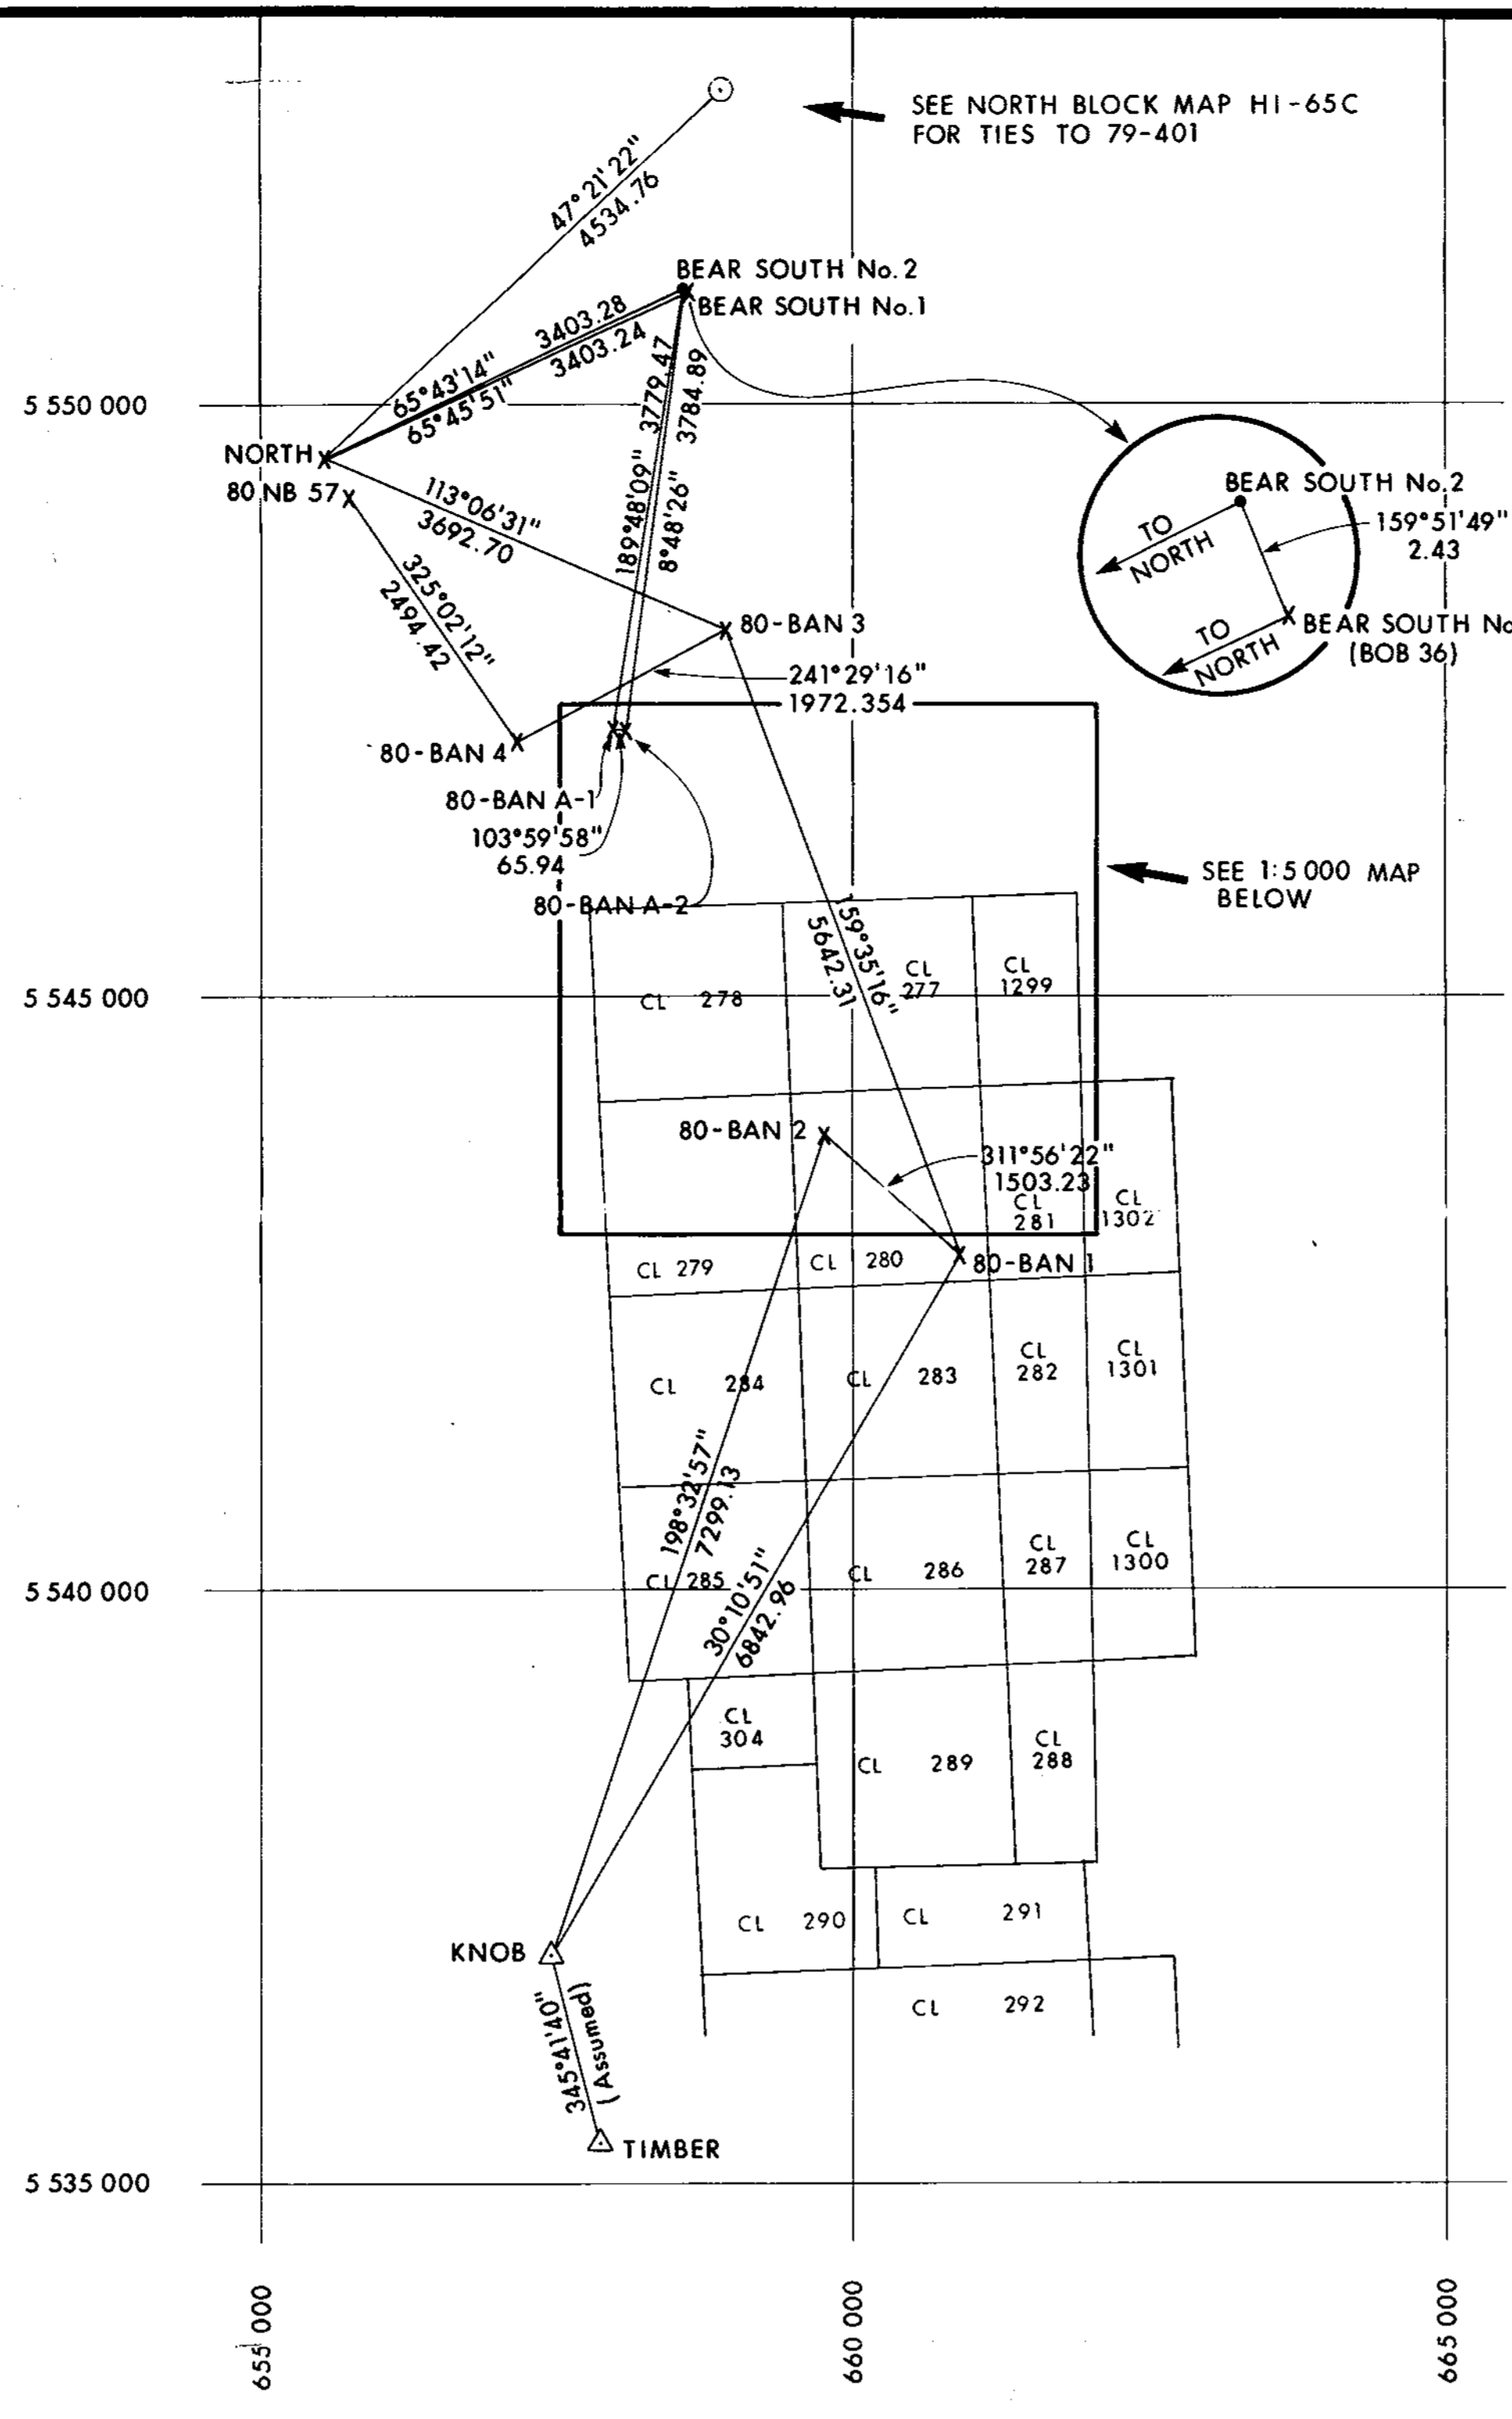 SEE NORTH BLOCK MAP HI-65C
FOR TIES TO 79-401
47°21'22"
4534.76
BEAR SOUTH No.2
BEAR SOUTH No.1
3403.28
3403.24
65°43'14"
65°45'51"
3779.47
3784.89
189°48'09"
8°48'26"
5 550 000
NORTH
80 NB 57
113°06'31"
3692.70
325°02'12"
2494.42
BEAR SOUTH No.2
TO
NORTH
159°51'49"
2.43
TO
NORTH
BEAR SOUTH No
(BOB 36)
80-BAN 3
241°29'16"
1972.354
80-BAN 4
80-BAN A-1
103°59'58"
65.94
80-BAN A-2
SEE 1:5 000 MAP
BELOW
159°35'16"
5642.31
5 545 000
CL 278
CL
277
CL
1299
80-BAN 2
311°56'22"
1503.23
CL
281
CL
1302
CL 279
CL 280
80-BAN 1
CL 284
CL 283
CL
282
CL
1301
198°32'57"
7299.13
30°10'51"
6842.96
5 540 000
CL 285
CL 286
CL
287
CL
1300
CL
304
CL 289
CL
288
CL 290
CL 291
CL 292
KNOB
345°41'40"
(Assumed)
TIMBER
5 535 000
655 000
660 000
665 000